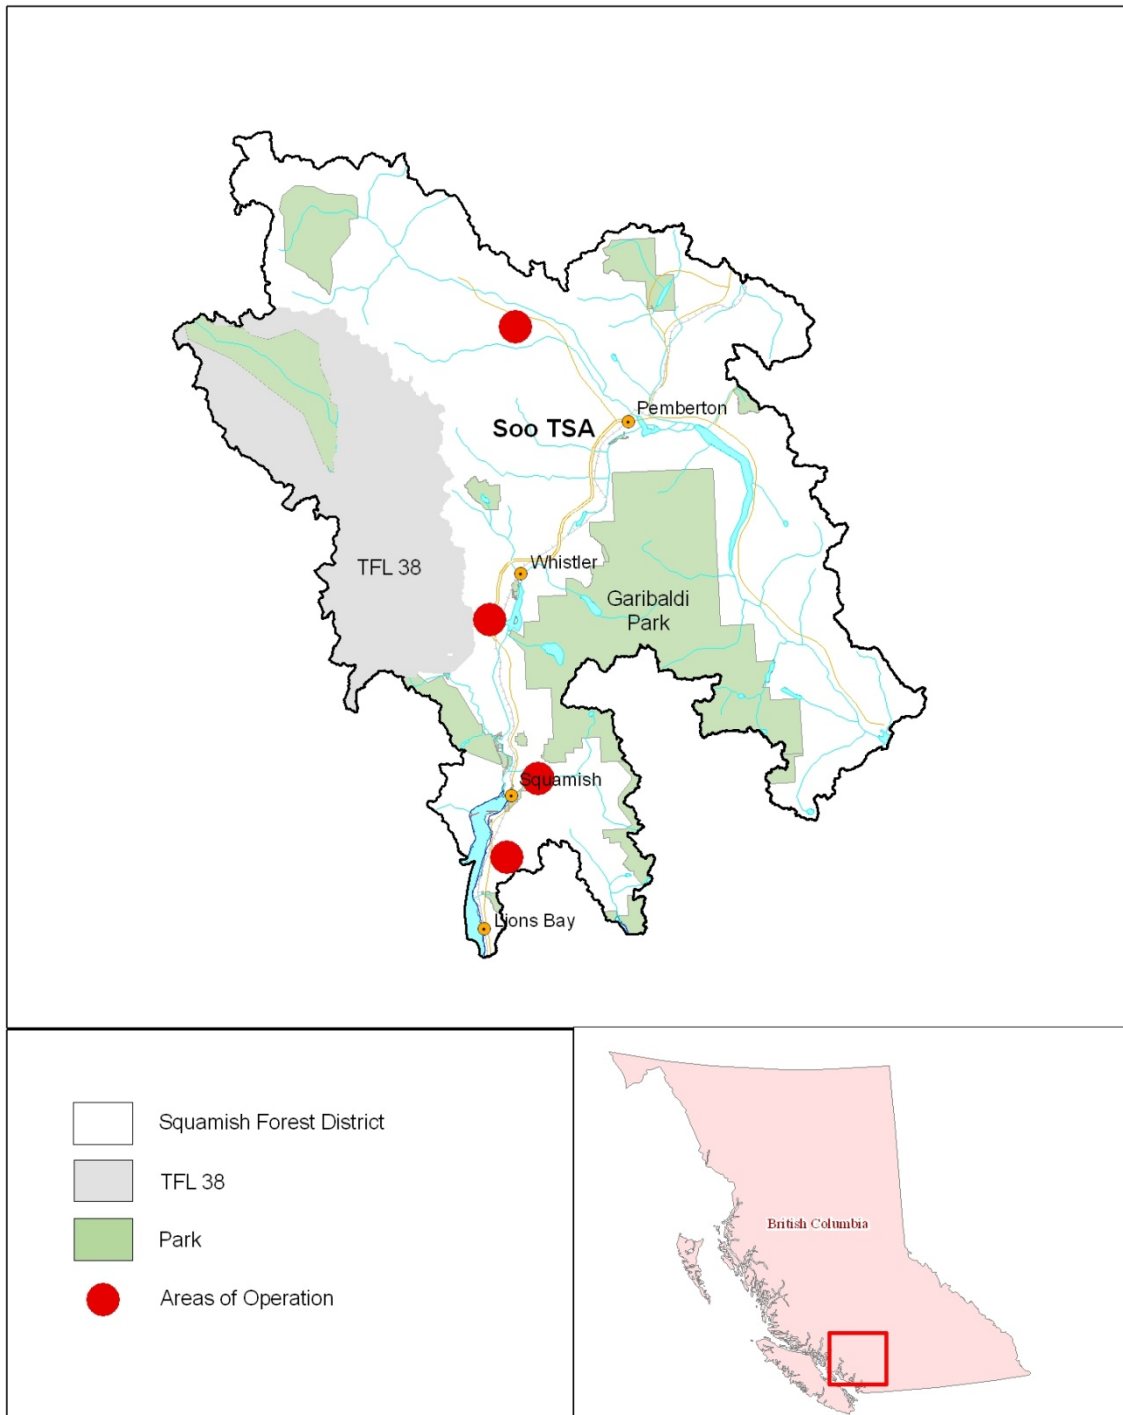 Pemberton
Soo TSA
Whistler
TFL 38
Garibaldi
Park
Squamish
Lions Bay
Squamish Forest District
TFL 38
Park
Areas of Operation
British Columbia